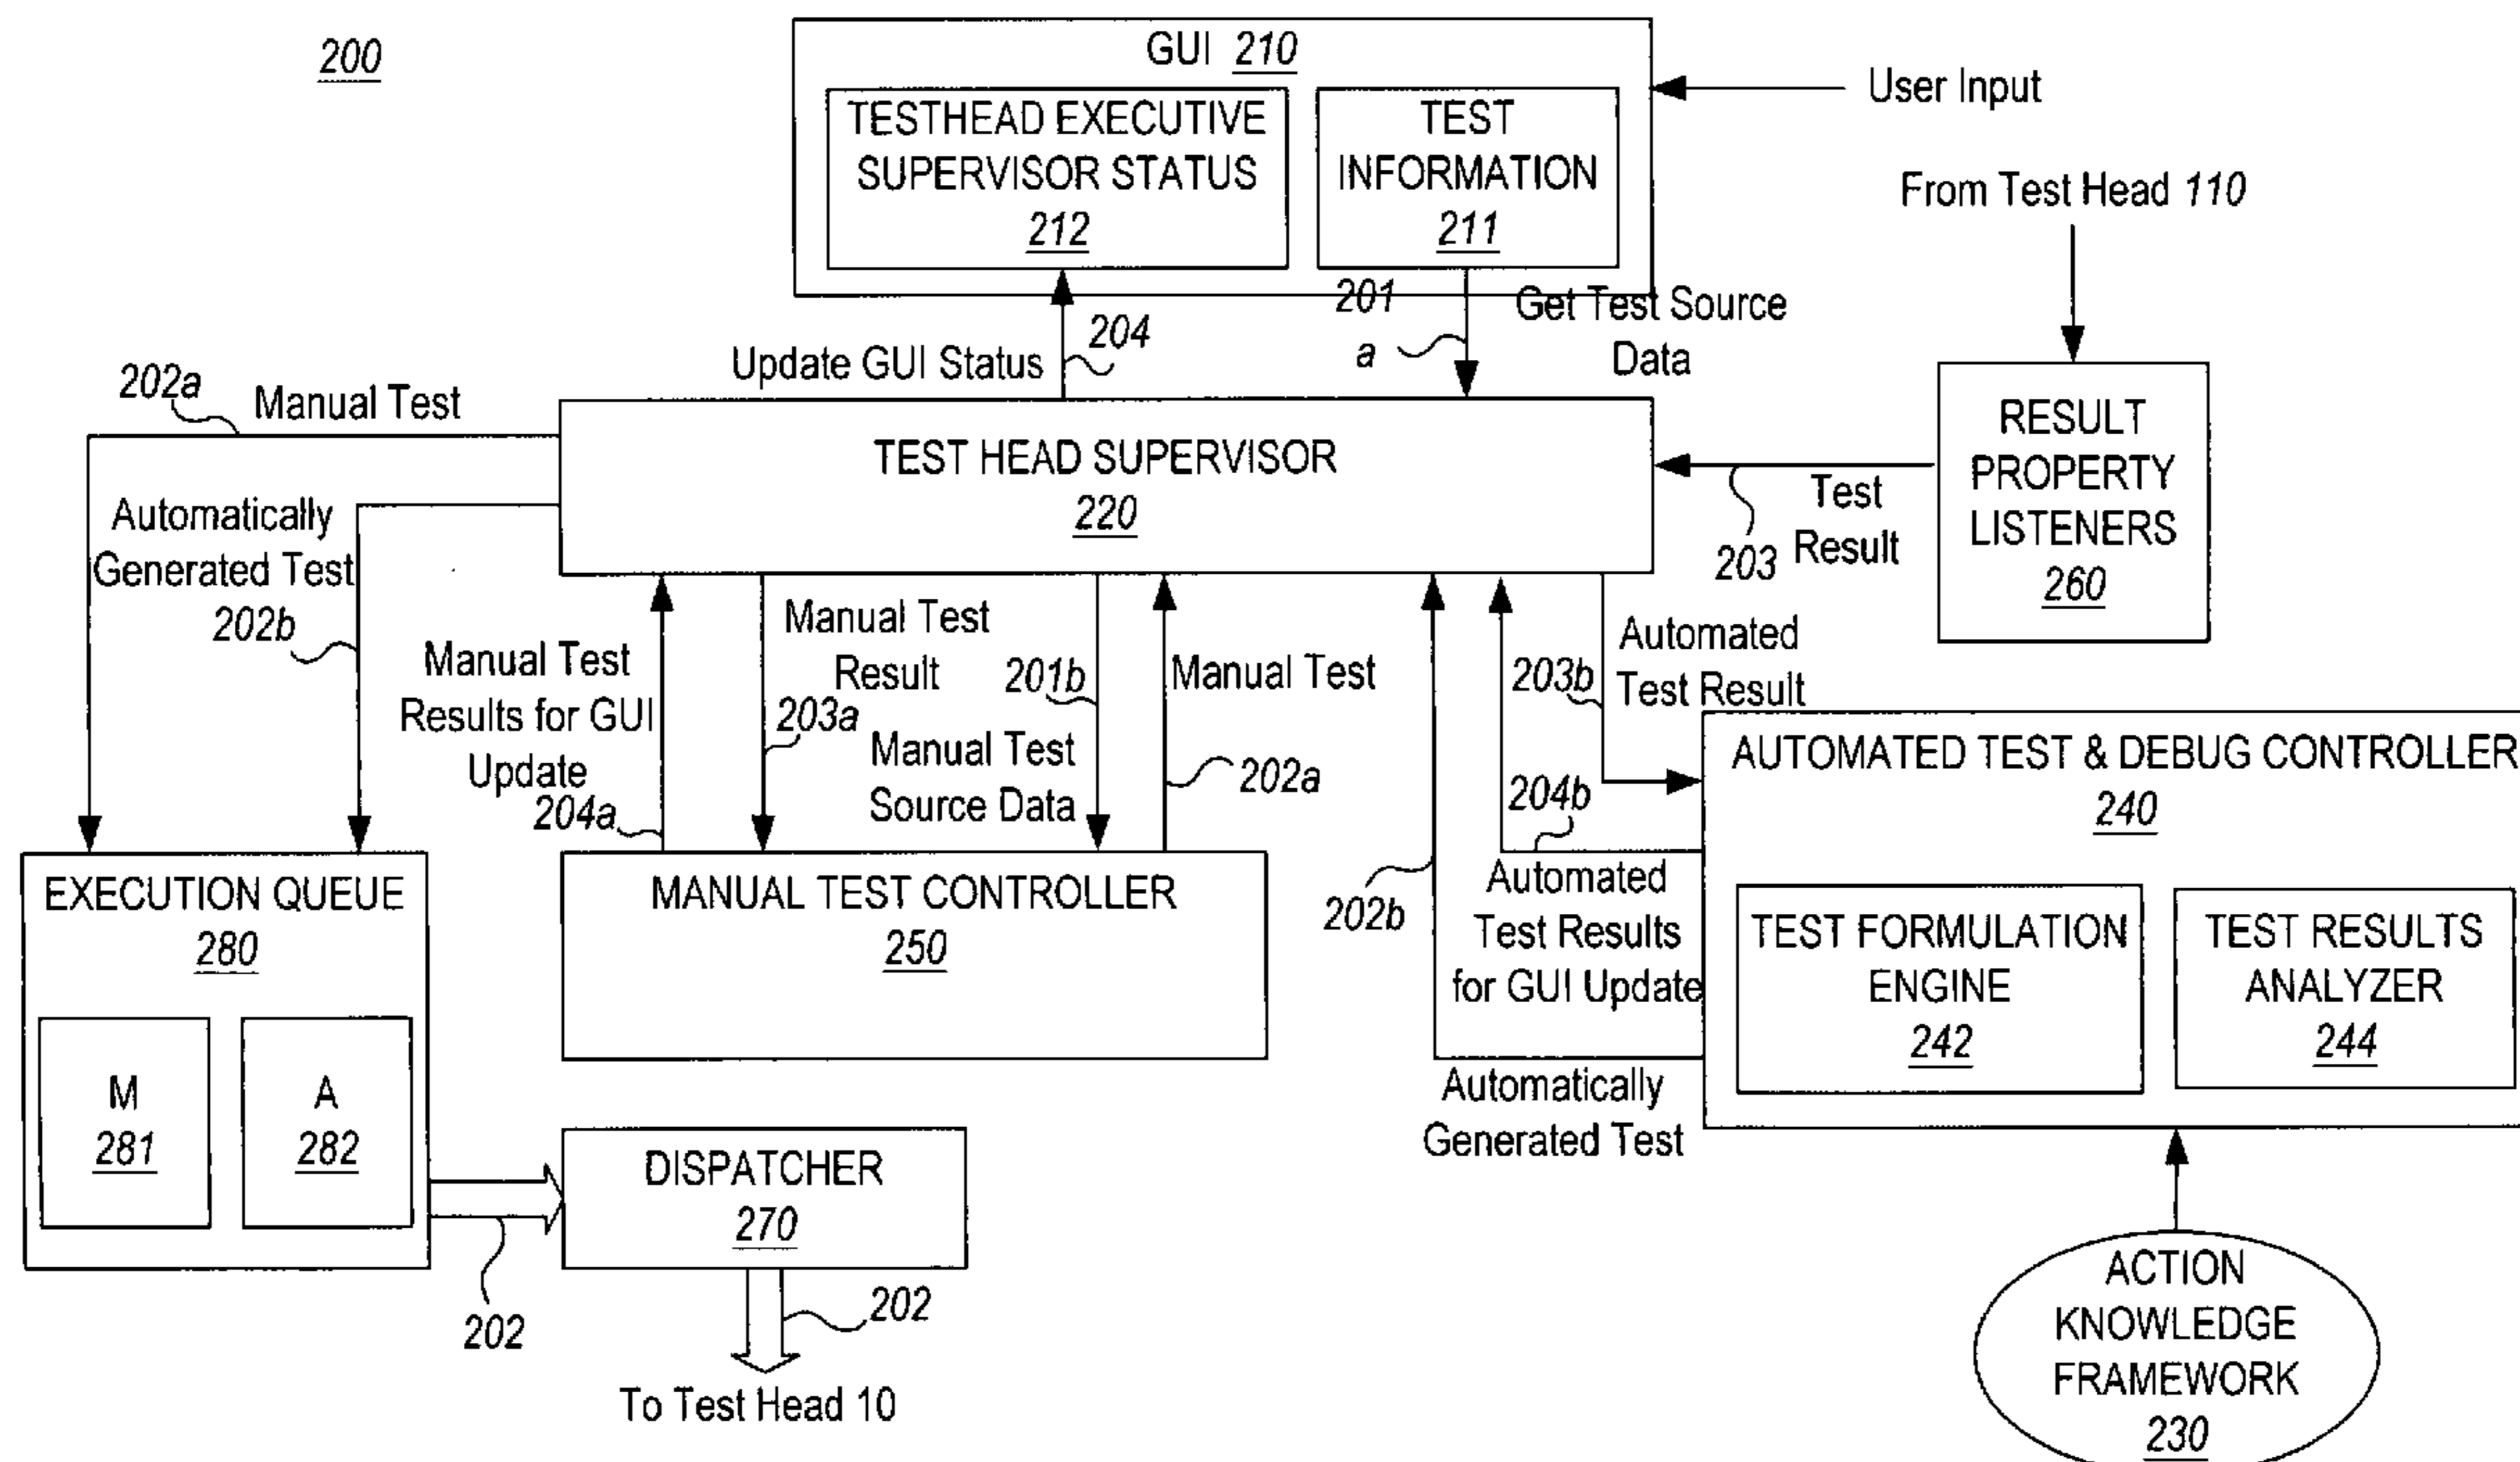 200
GUI 210
TESTHEAD EXECUTIVE
SUPERVISOR STATUS
212
TEST
INFORMATION
211
User Input
From Test Head 110
201
a
Get Test Source
Data
Update GUI Status
204
202a
Manual Test
TEST HEAD SUPERVISOR
220
RESULT
PROPERTY
LISTENERS
260
Test
Result
203
Automatically
Generated Test
202b
Manual Test
Results for GUI
Update
204a
Manual Test
Result
203a
201b
Manual Test
Source Data
Manual Test
202a
203b
Automated
Test Result
204b
Automated
Test Results
for GUI Update
202b
Automatically
Generated Test
AUTOMATED TEST & DEBUG CONTROLLER
240
TEST FORMULATION
ENGINE
242
TEST RESULTS
ANALYZER
244
EXECUTION QUEUE
280
M
281
A
282
MANUAL TEST CONTROLLER
250
DISPATCHER
270
202
202
To Test Head 10
ACTION
KNOWLEDGE
FRAMEWORK
230